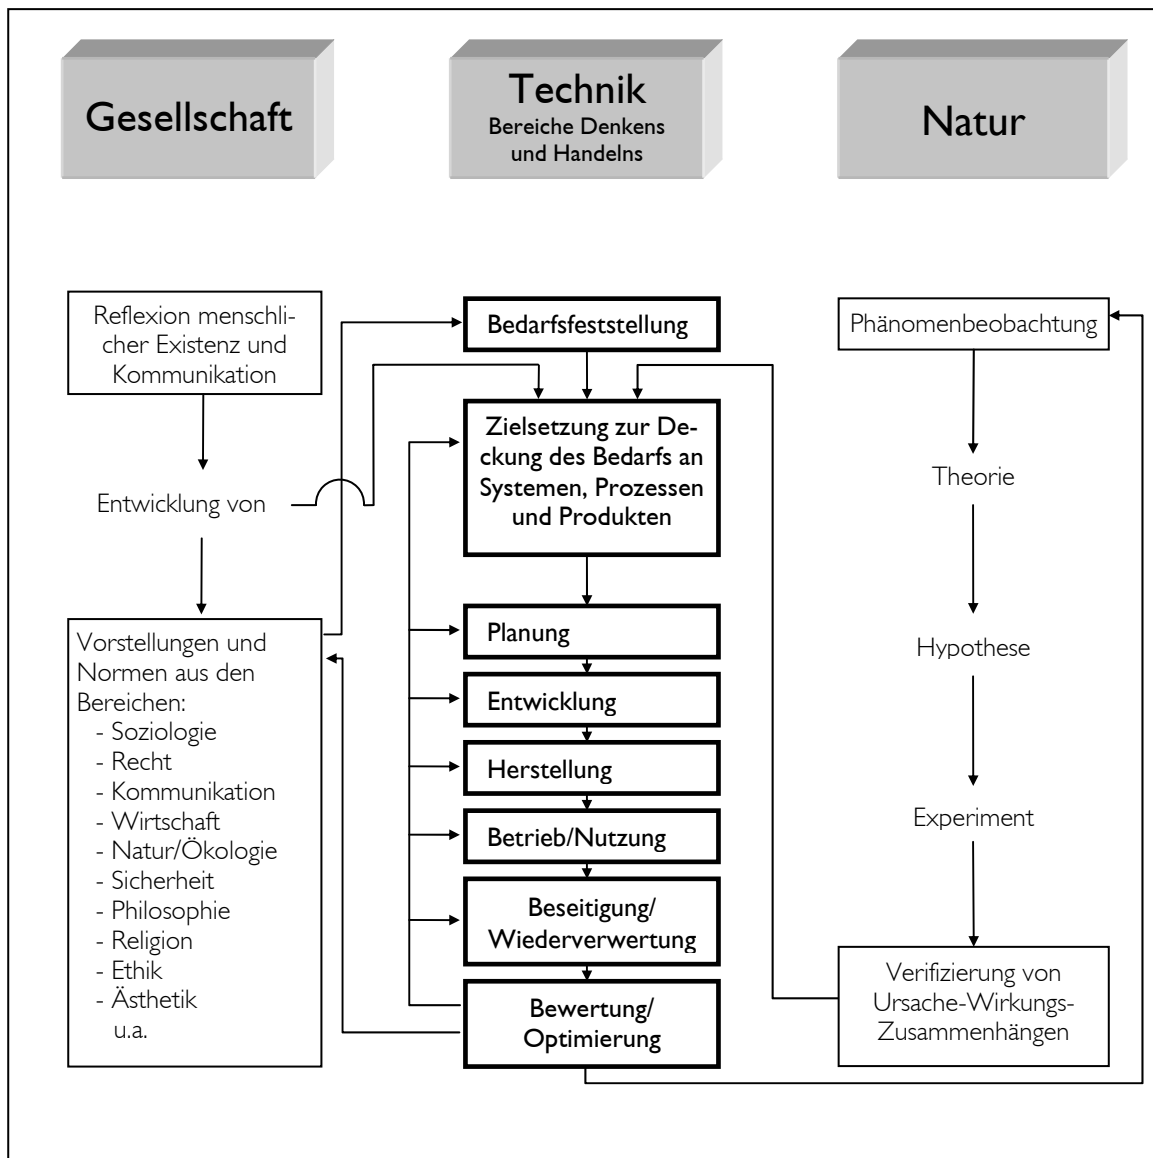 Gesellschaft
Technik
Bereiche Denkens
und Handelns
Natur
Reflexion menschli-
cher Existenz und
Kommunikation
Entwicklung von
Vorstellungen und
Normen aus den
Bereichen:
- Soziologie
- Recht
- Kommunikation
- Wirtschaft
- Natur/Ökologie
- Sicherheit
- Philosophie
- Religion
- Ethik
- Ästhetik
u.a.
Bedarfsfeststellung
Zielsetzung zur De-
ckung des Bedarfs an
Systemen, Prozessen
und Produkten
Planung
Entwicklung
Herstellung
Betrieb/Nutzung
Beseitigung/
Wiederverwertung
Bewertung/
Optimierung
Phänomenbeobachtung
Theorie
Hypothese
Experiment
Verifizierung von
Ursache-Wirkungs-
Zusammenhängen